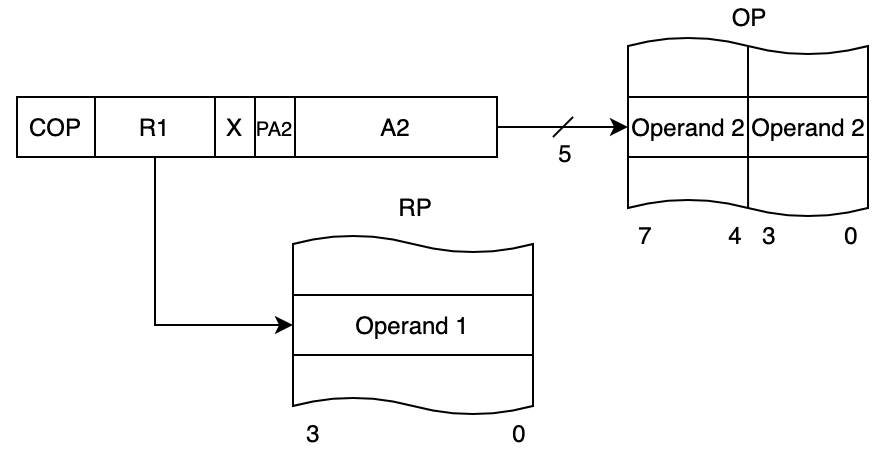 OP
COP R1 X PA2 A2
5
Operand 2 Operand 2
7 4 3 0
RP
Operand 1
3 0